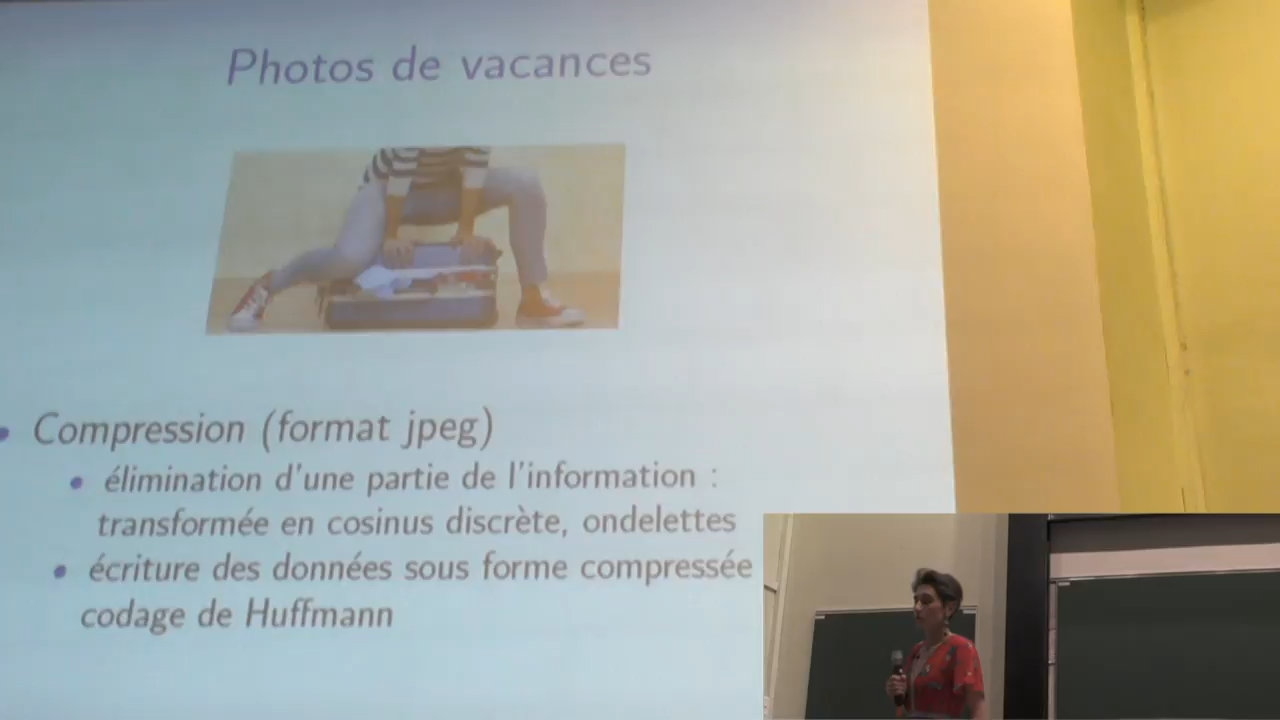 Photos de vacances
Compression (format jpeg)
élimination d'une partie de l'information :
transformée en cosinus discrète, ondelettes
écriture des données sous forme compressée
codage de Huffmann